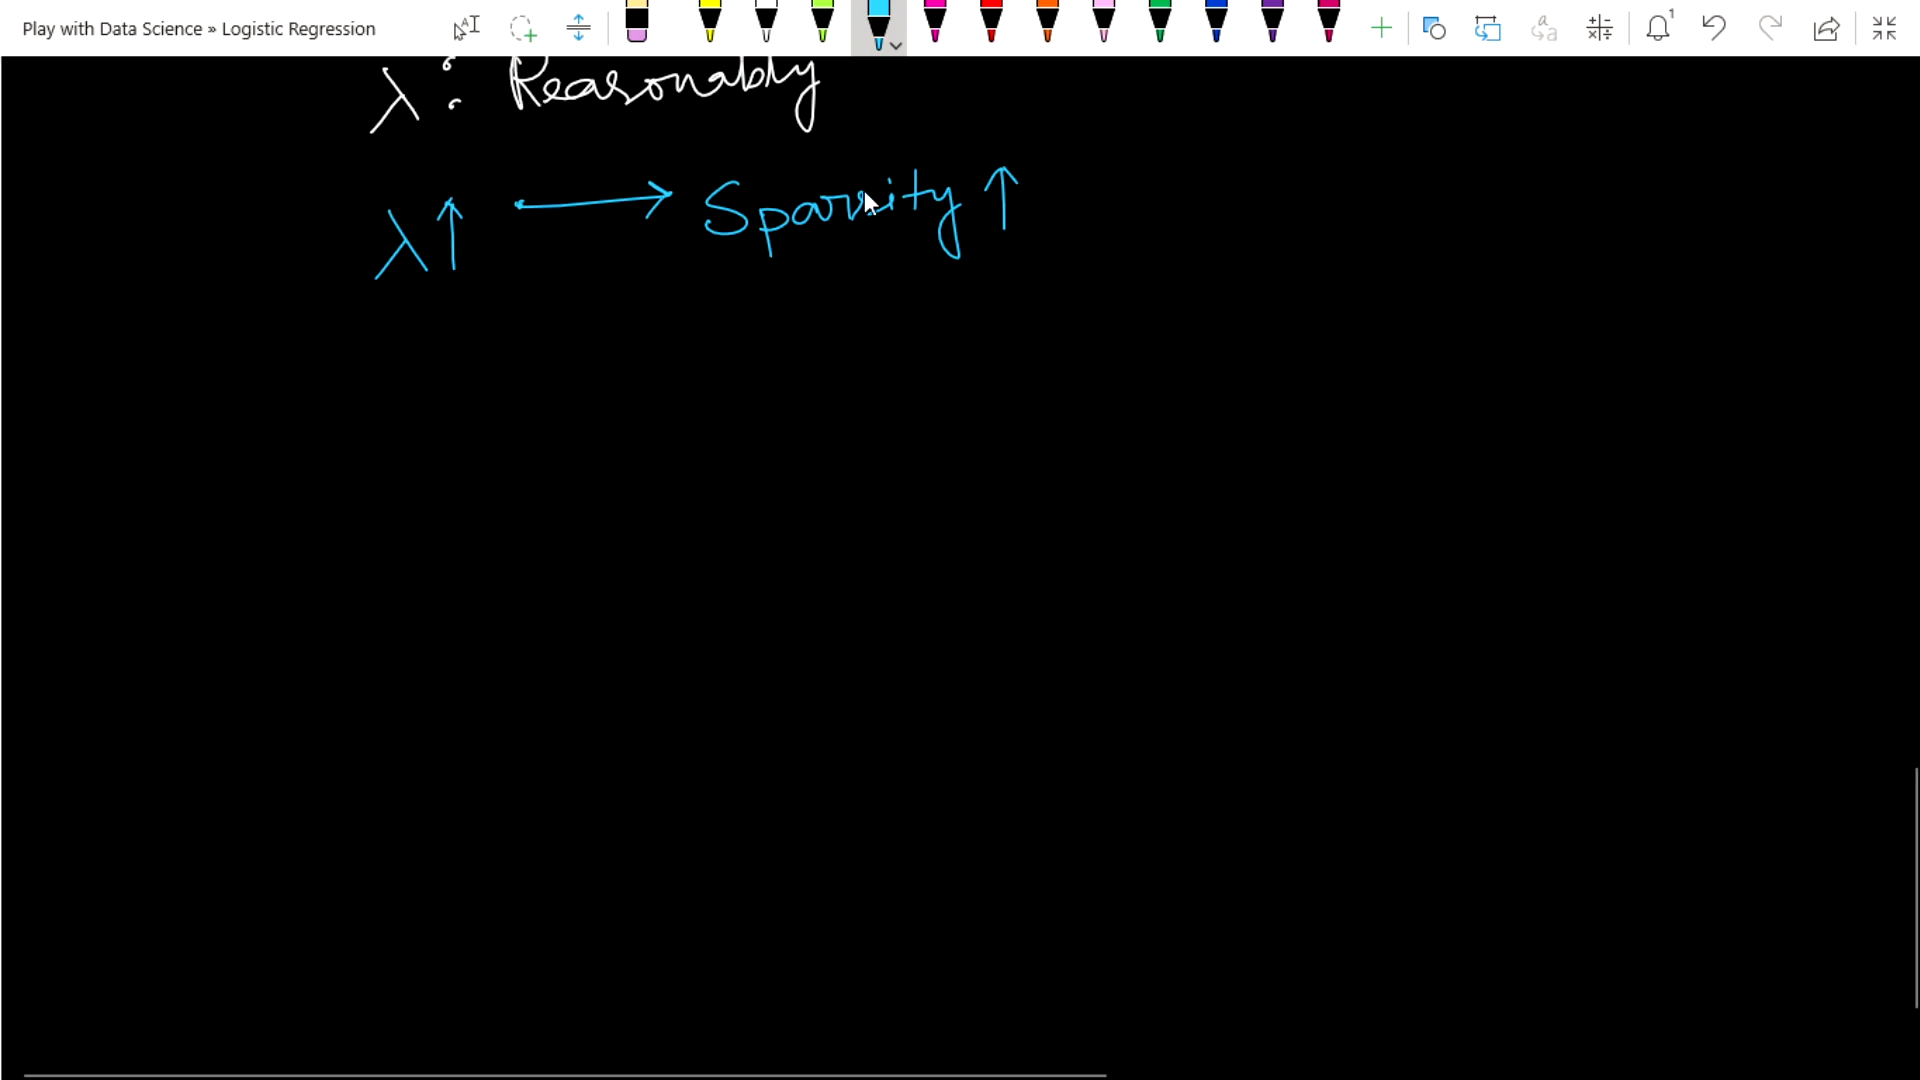 Play with Data Science » Logistic Regression
λ : Reasonably
λ↑ → Sparsity ↑